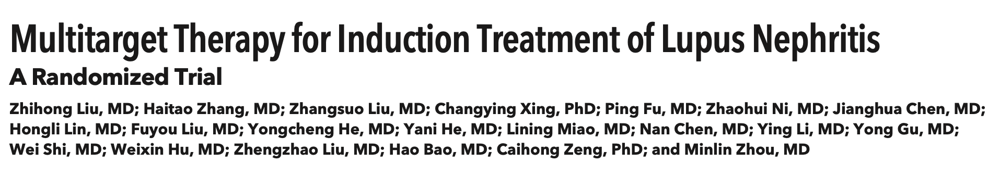 Multitarget Therapy for Induction Treatment of Lupus Nephritis
A Randomized Trial
Zhihong Liu, MD; Haitao Zhang, MD; Zhangsuo Liu, MD; Changying Xing, PhD; Ping Fu, MD; Zhaohui Ni, MD; Jianghua Chen, MD;
Hongli Lin, MD; Fuyou Liu, MD; Yongcheng He, MD; Yani He, MD; Lining Miao, MD; Nan Chen, MD; Ying Li, MD; Yong Gu, MD;
Wei Shi, MD; Weixin Hu, MD; Zhengzhao Liu, MD; Hao Bao, MD; Caihong Zeng, PhD; and Minlin Zhou, MD